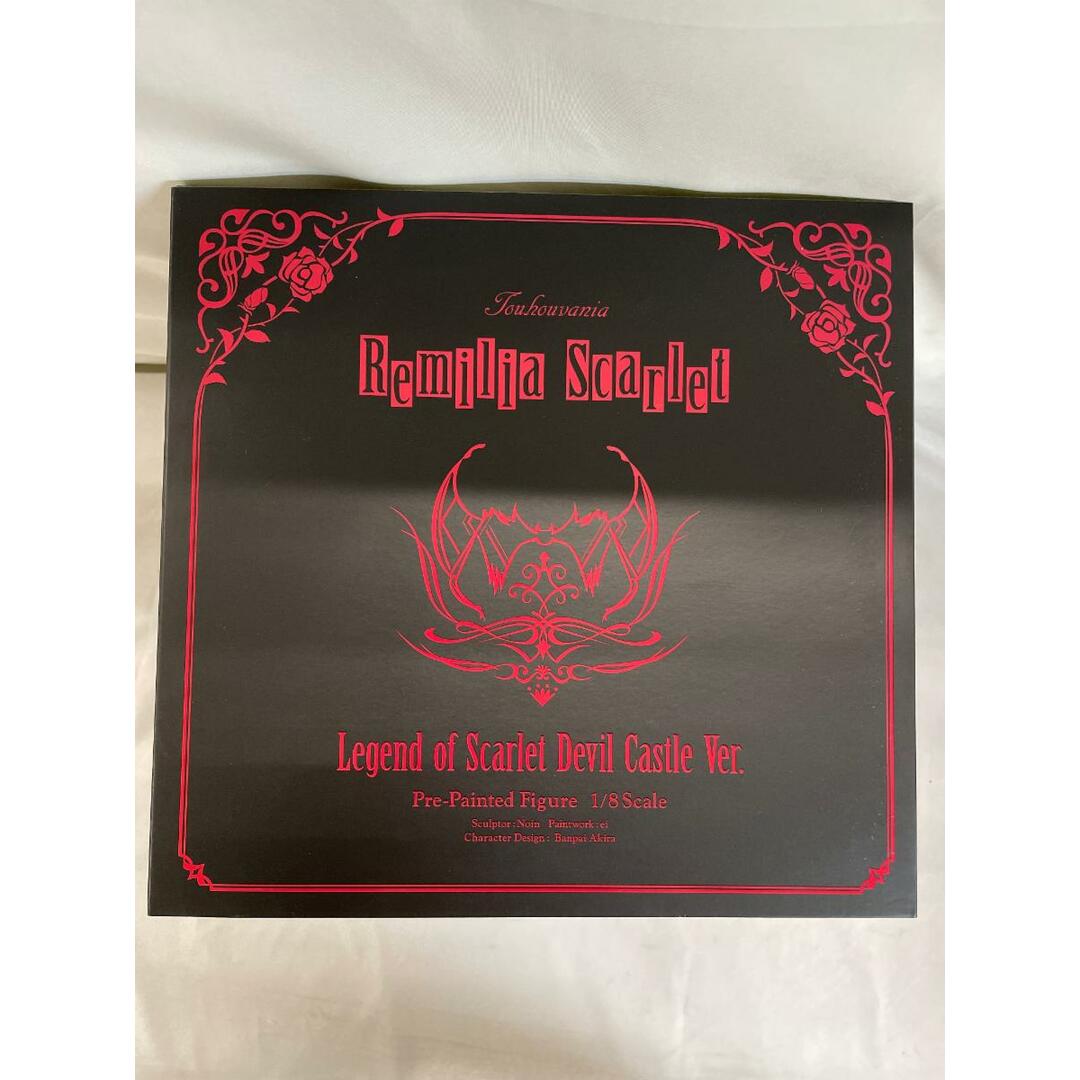 Touhouvania
Remilia Scarlet
Legend of Scarlet Devil Castle Ver.
Pre-Painted Figure 1/8 Scale
Sculptor : Noin Paintwork : ei
Character Design : Banpai Akira